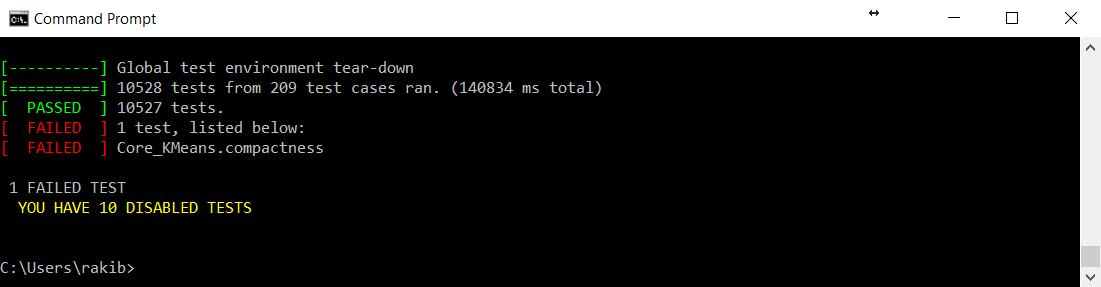 Command Prompt
[----------] Global test environment tear-down
[==========] 10528 tests from 209 test cases ran. (140834 ms total)
[  PASSED  ] 10527 tests.
[  FAILED  ] 1 test, listed below:
[  FAILED  ] Core_KMeans.compactness
1 FAILED TEST
YOU HAVE 10 DISABLED TESTS
C:\Users\rakib>